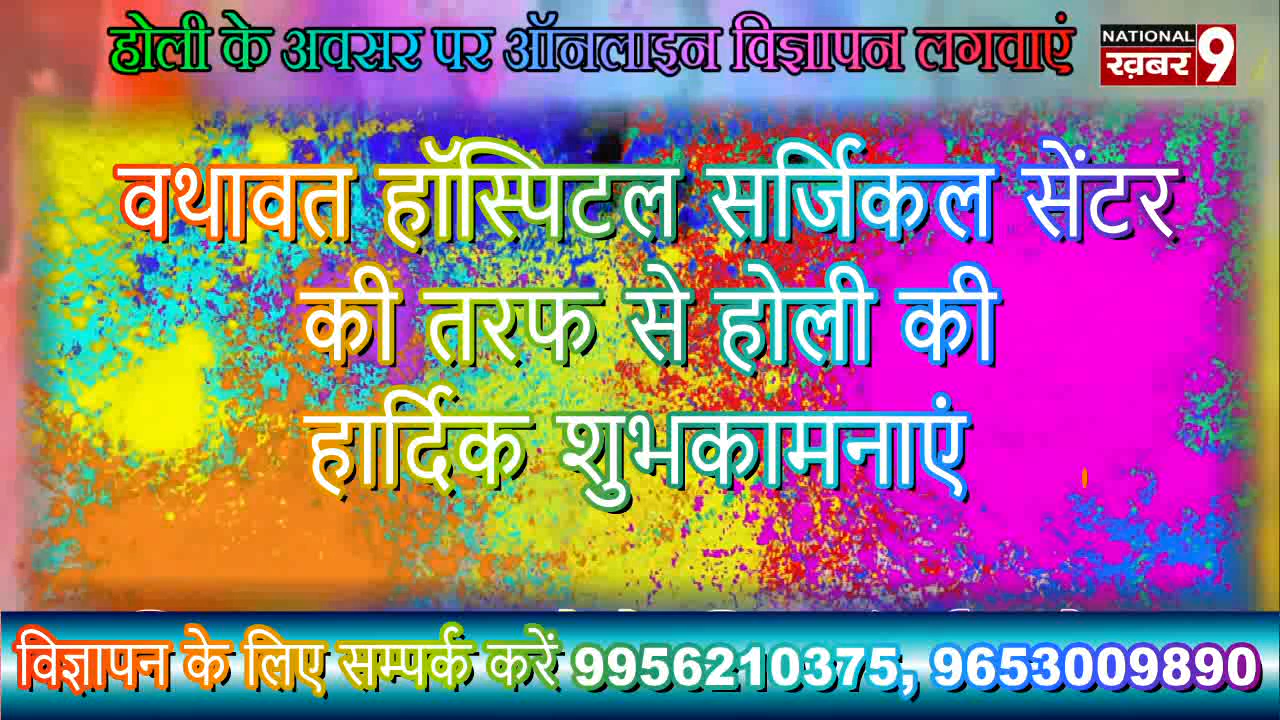 होली के अवसर पर ऑनलाइन विज्ञापन लगवाएं
NATIONAL
ख़बर 9
वथावत हॉस्पिटल सर्जिकल सेंटर
की तरफ से होली की
हार्दिक शुभकामनाएं
विज्ञापन के लिए सम्पर्क करें 9956210375, 9653009890